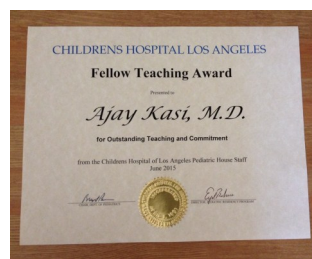 CHILDRENS HOSPITAL LOS ANGELES
Fellow Teaching Award
Presented to
Ajay Kasi, M.D.
for Outstanding Teaching and Commitment
from the Childrens Hospital of Los Angeles Pediatric House Staff
June 2015